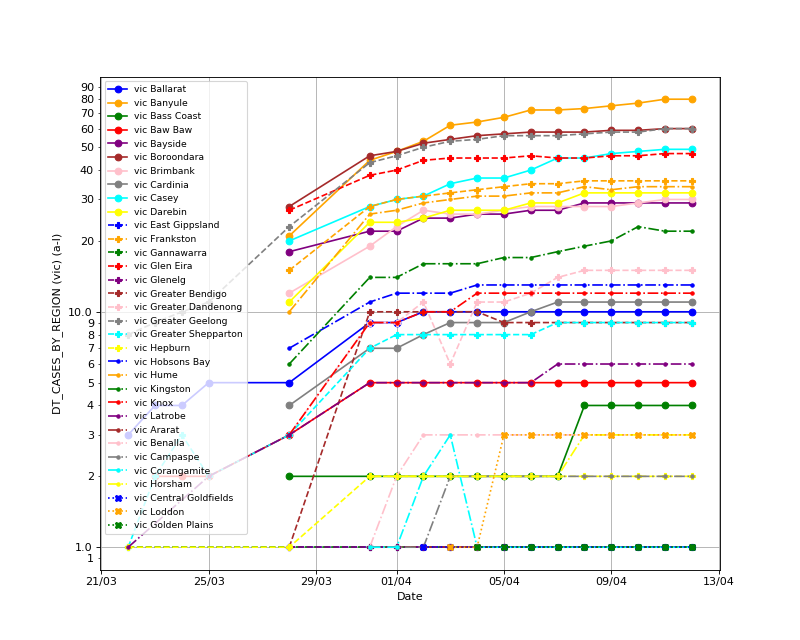 90
80
70
60
50
40
30
20
10.0
9
8
7
6
5
4
3
2
1.0
1
DT_CASES_BY_REGION (vic) (a-l)
vic Ballarat
vic Banyule
vic Bass Coast
vic Baw Baw
vic Bayside
vic Boroondara
vic Brimbank
vic Cardinia
vic Casey
vic Darebin
vic East Gippsland
vic Frankston
vic Gannawarra
vic Glen Eira
vic Glenelg
vic Greater Bendigo
vic Greater Dandenong
vic Greater Geelong
vic Greater Shepparton
vic Hepburn
vic Hobsons Bay
vic Hume
vic Kingston
vic Knox
vic Latrobe
vic Ararat
vic Benalla
vic Campaspe
vic Corangamite
vic Horsham
vic Central Goldfields
vic Loddon
vic Golden Plains
21/03 25/03 29/03 01/04 05/04 09/04 13/04
Date